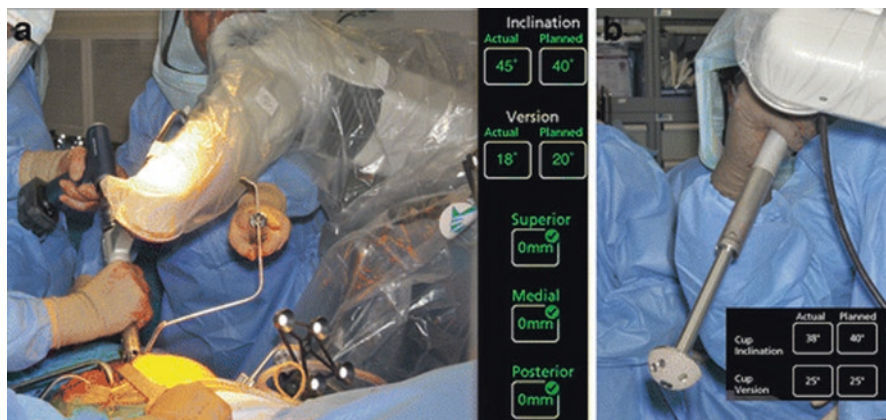 a
Inclination
Actual Planned
45° 40°
Version
Actual Planned
18° 20°
Superior
0mm
Medial
0mm
Posterior
0mm
b
Actual Planned
Cup
Inclination
38° 40°
Cup
Version
25° 25°